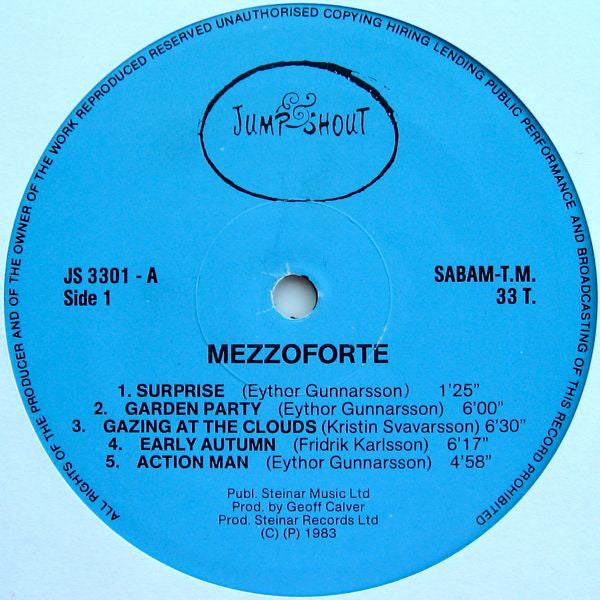 ALL RIGHTS OF THE PRODUCER AND OF THE OWNER OF THE WORK REPRODUCED RESERVED UNAUTHORISED COPYING HIRING LENDING PUBLIC PERFORMANCE AND BROADCASTING OF THIS RECORD PROHIBITED
JUMP & SHOUT
JS 3301 - A
Side 1
SABAM-T.M.
33 T.
MEZZOFORTE
1. SURPRISE (Eythor Gunnarsson) 1'25"
2. GARDEN PARTY (Eythor Gunnarsson) 6'00"
3. GAZING AT THE CLOUDS (Kristin Svavarsson) 6'30"
4. EARLY AUTUMN (Fridrik Karlsson) 6'17"
5. ACTION MAN (Eythor Gunnarsson) 4'58"
Publ. Steinar Music Ltd
Prod. by Geoff Calver
Prod. Steinar Records Ltd
(C) (P) 1983